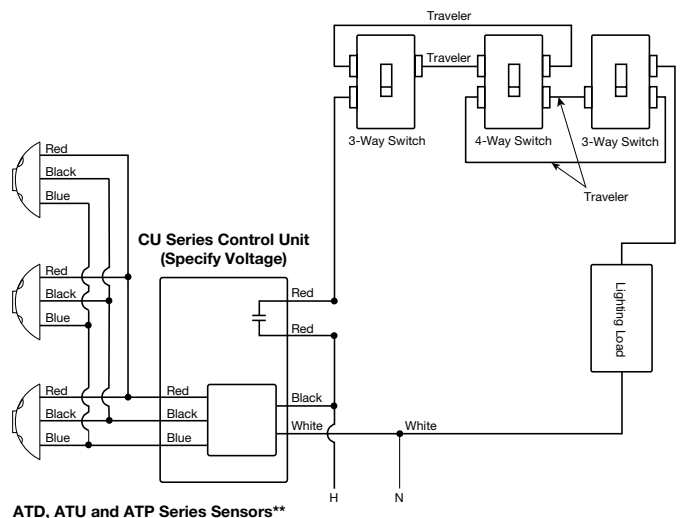 Traveler
Traveler
3-Way Switch
4-Way Switch
3-Way Switch
Traveler
Red
Black
Blue
CU Series Control Unit
(Specify Voltage)
Red
Black
Blue
Red
Red
Lighting Load
Red
Black
Blue
Red
Black
Blue
Black
White
White
H
N
ATD, ATU and ATP Series Sensors**